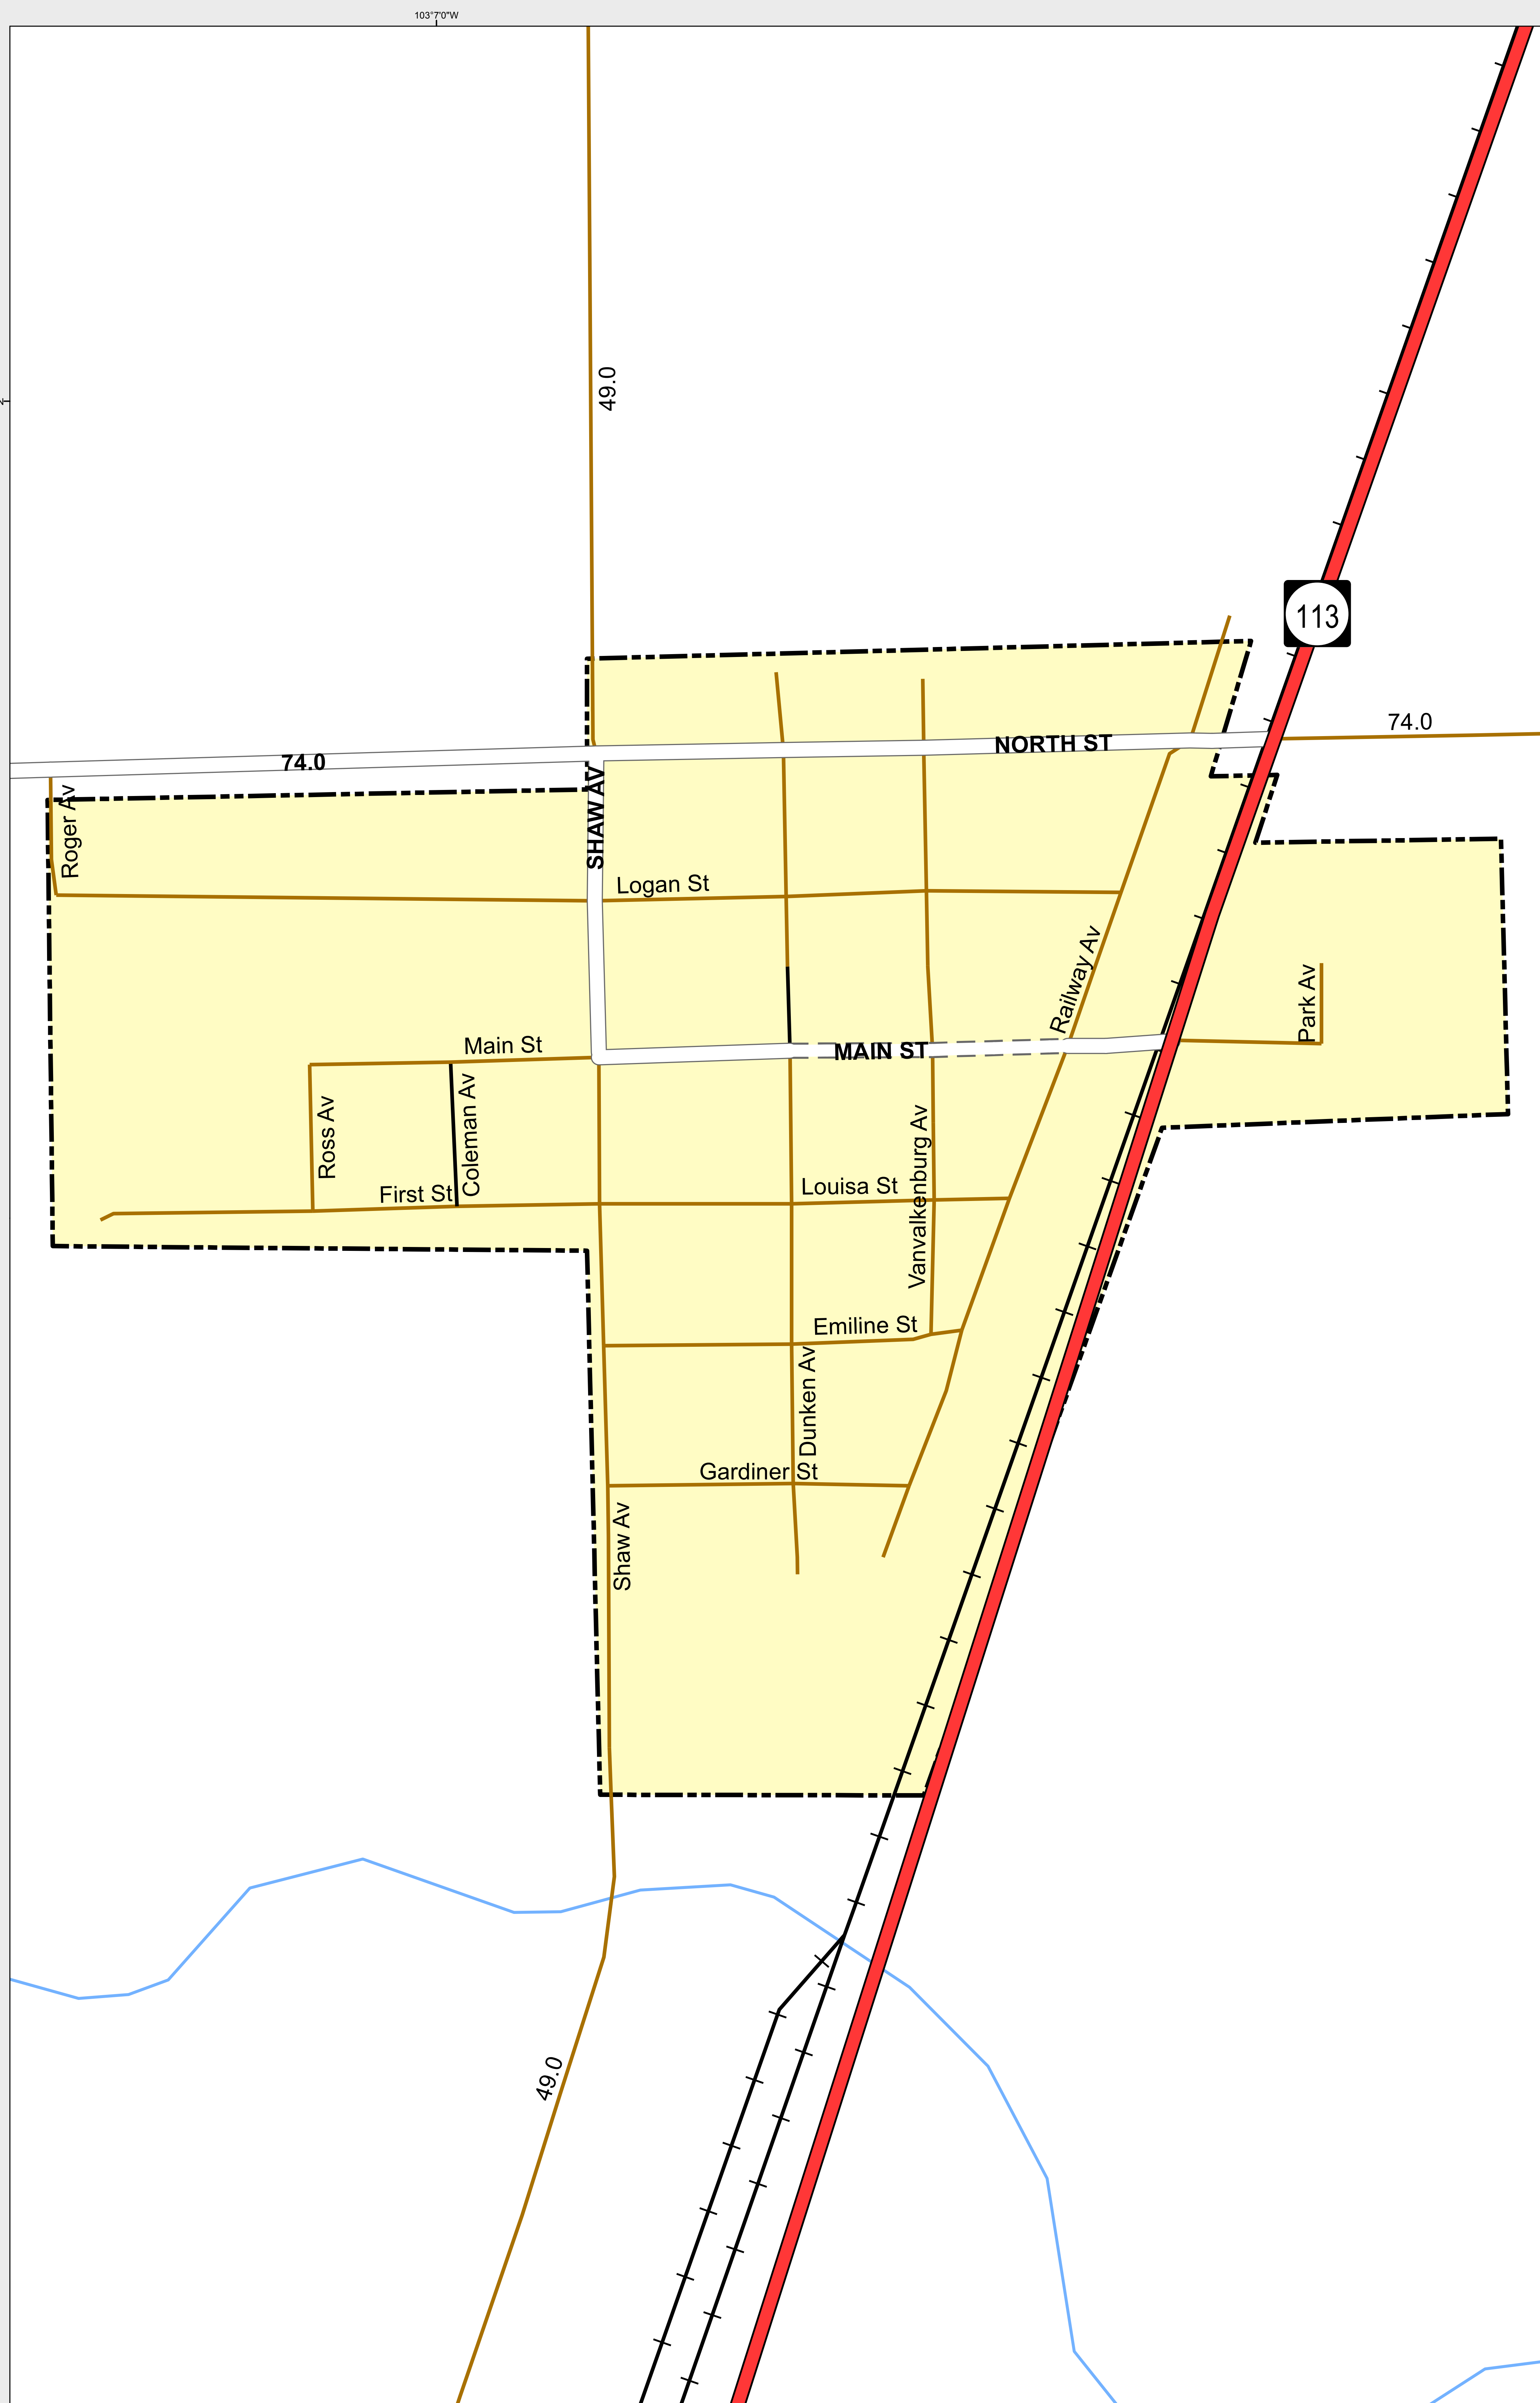 103°7'0"W
49.0
113
74.0
NORTH ST
74.0
SHAW AV
Roger Av
Logan St
Railway Av
Park Av
Main St
MAIN ST
Ross Av
Coleman Av
Vanvalkenburg Av
First St
Louisa St
Emiline St
Dunken Av
Gardiner St
Shaw Av
49.0